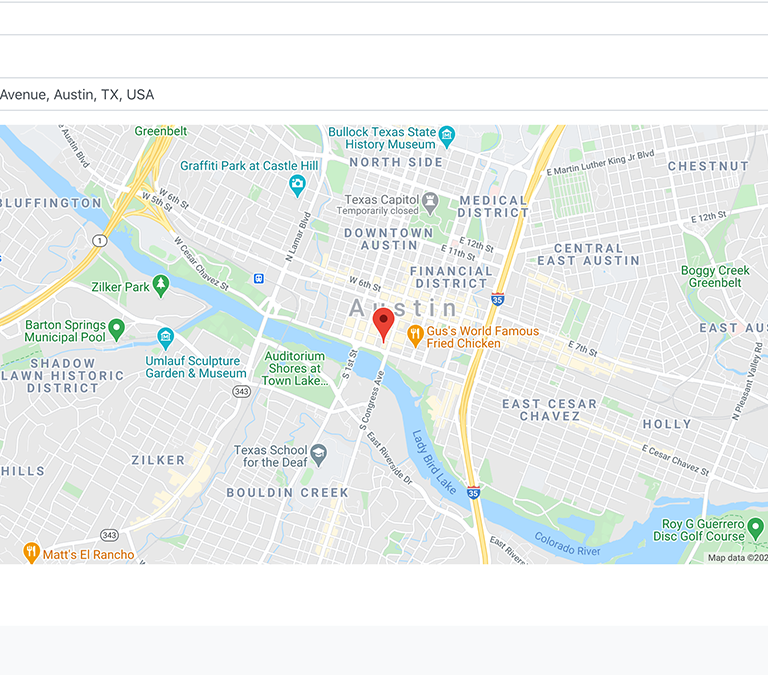 Avenue, Austin, TX, USA
Austin Blvd
Greenbelt
Bullock Texas State
History Museum
NORTH SIDE
E Martin Luther King Jr Blvd
CHESTNUT
Graffiti Park at Castle Hill
W 6th St
W 5th St
BLUFFINGTON
Texas Capitol
Temporarily closed
MEDICAL
DISTRICT
N Lamar Blvd
E 12th St
1
W Cesar Chavez St
DOWNTOWN
AUSTIN
E 12th St
E 11th St
CENTRAL
EAST AUSTIN
Zilker Park
W 6th St
FINANCIAL
DISTRICT
Boggy Creek
Greenbelt
35
Austin
Barton Springs
Municipal Pool
Gus's World Famous
Fried Chicken
EAST AUS
E 7th St
Umlauf Sculpture
Garden & Museum
Auditorium
Shores at
Town Lake...
S 1st St
SHADOW
LAWN HISTORIC
DISTRICT
343
S Congress Ave
N Pleasant Valley Rd
EAST CESAR
CHAVEZ
HOLLY
Texas School
for the Deaf
East Riverside Dr
Lady Bird Lake
E Cesar Chavez St
ZILKER
HILLS
BOULDIN CREEK
35
343
Colorado River
Roy G Guerrero
Disc Golf Course
Matt's El Rancho
East Rivers
Map data ©202